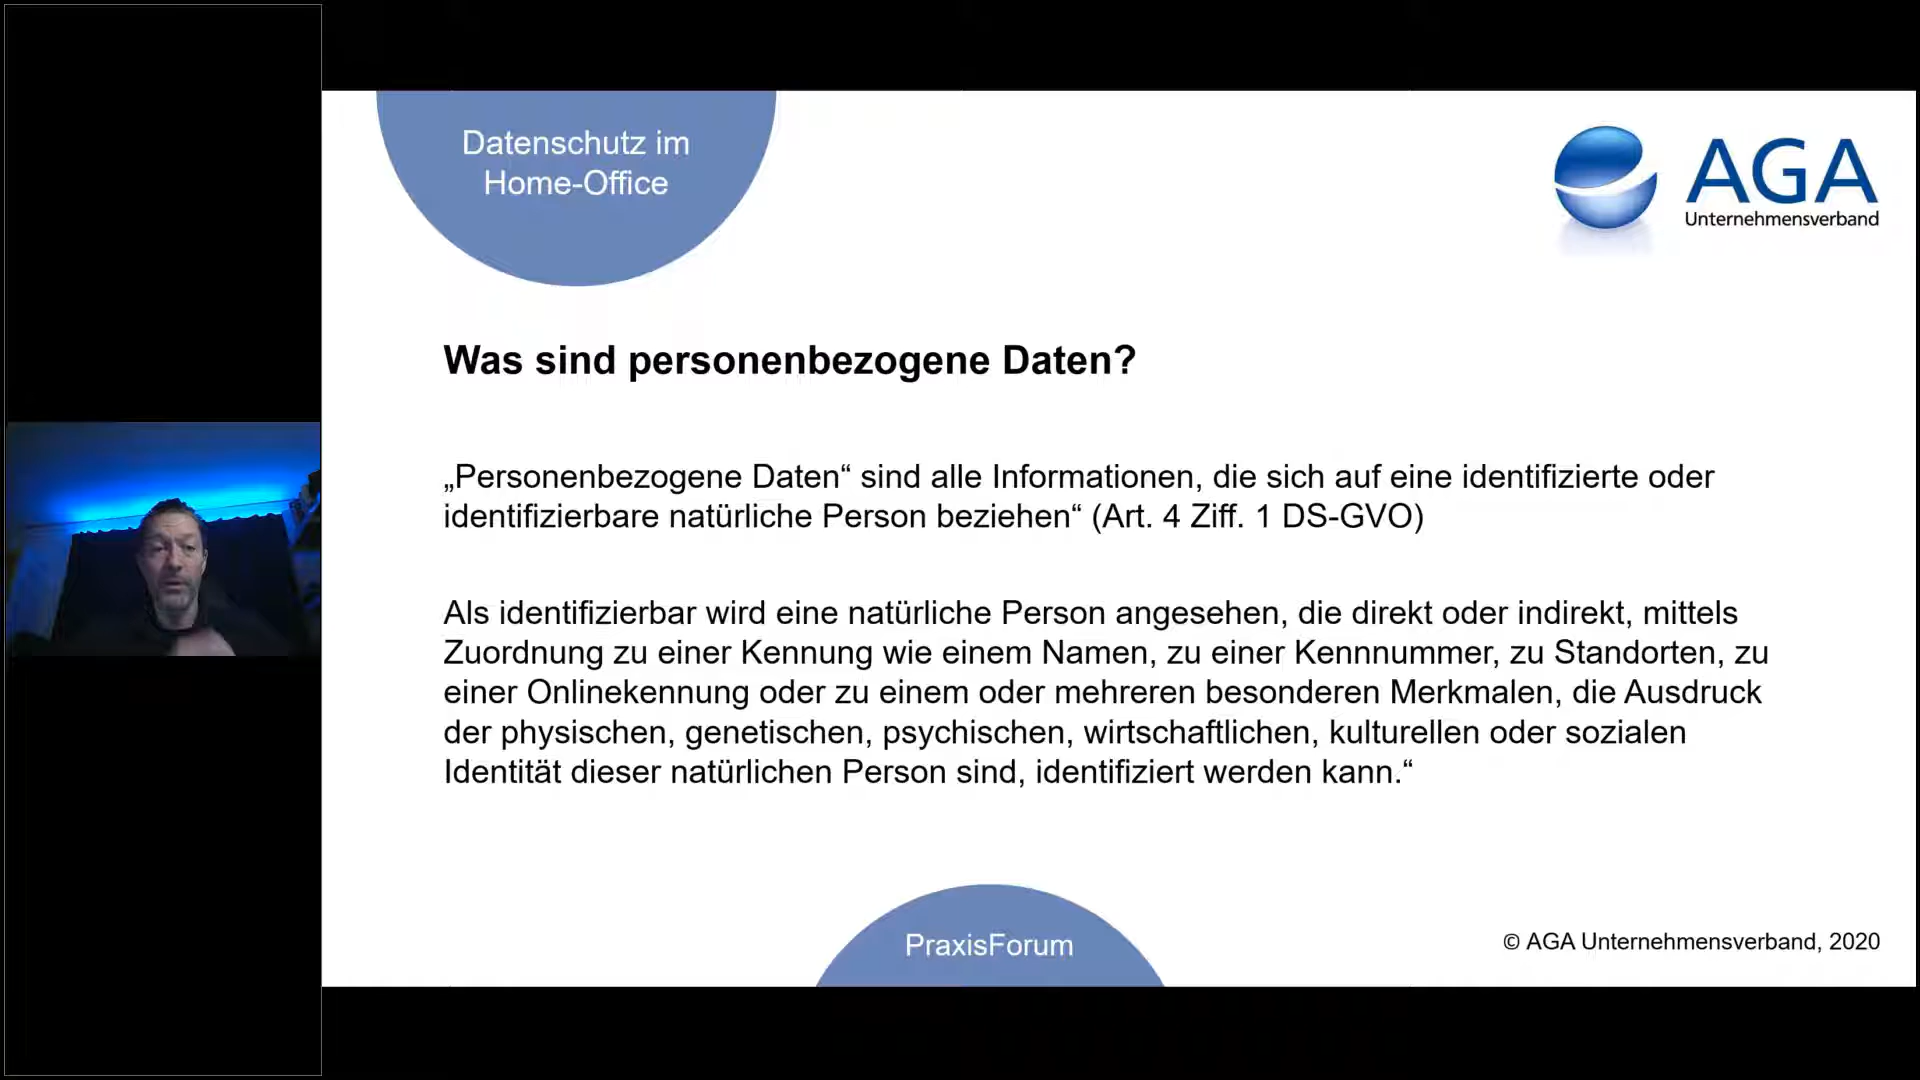 Datenschutz im
Home-Office
AGA
Unternehmensverband
Was sind personenbezogene Daten?
„Personenbezogene Daten“ sind alle Informationen, die sich auf eine identifizierte oder
identifizierbare natürliche Person beziehen“ (Art. 4 Ziff. 1 DS-GVO)
Als identifizierbar wird eine natürliche Person angesehen, die direkt oder indirekt, mittels
Zuordnung zu einer Kennung wie einem Namen, zu einer Kennnummer, zu Standorten, zu
einer Onlinekennung oder zu einem oder mehreren besonderen Merkmalen, die Ausdruck
der physischen, genetischen, psychischen, wirtschaftlichen, kulturellen oder sozialen
Identität dieser natürlichen Person sind, identifiziert werden kann.“
PraxisForum
© AGA Unternehmensverband, 2020